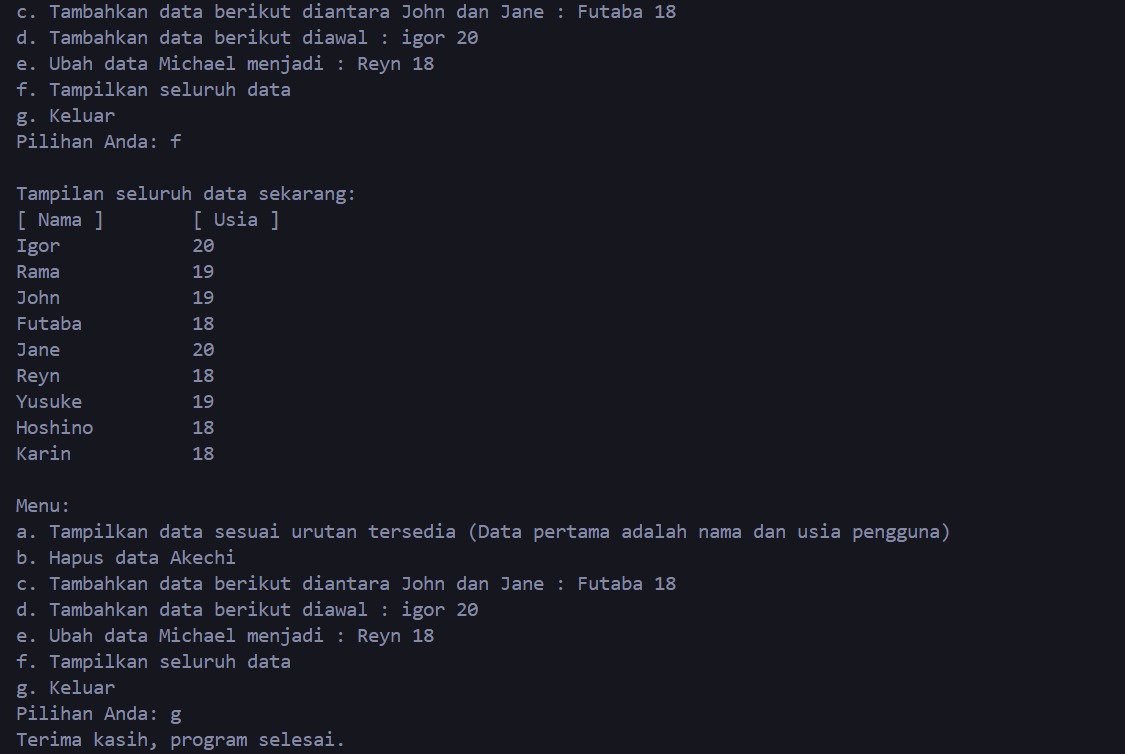 c. Tambahkan data berikut diantara John dan Jane : Futaba 18
d. Tambahkan data berikut diawal : igor 20
e. Ubah data Michael menjadi : Reyn 18
f. Tampilkan seluruh data
g. Keluar
Pilihan Anda: f
Tampilan seluruh data sekarang:
[ Nama ]        [ Usia ]
Igor            20
Rama            19
John            19
Futaba          18
Jane            20
Reyn            18
Yusuke          19
Hoshino         18
Karin           18
Menu:
a. Tampilkan data sesuai urutan tersedia (Data pertama adalah nama dan usia pengguna)
b. Hapus data Akechi
c. Tambahkan data berikut diantara John dan Jane : Futaba 18
d. Tambahkan data berikut diawal : igor 20
e. Ubah data Michael menjadi : Reyn 18
f. Tampilkan seluruh data
g. Keluar
Pilihan Anda: g
Terima kasih, program selesai.